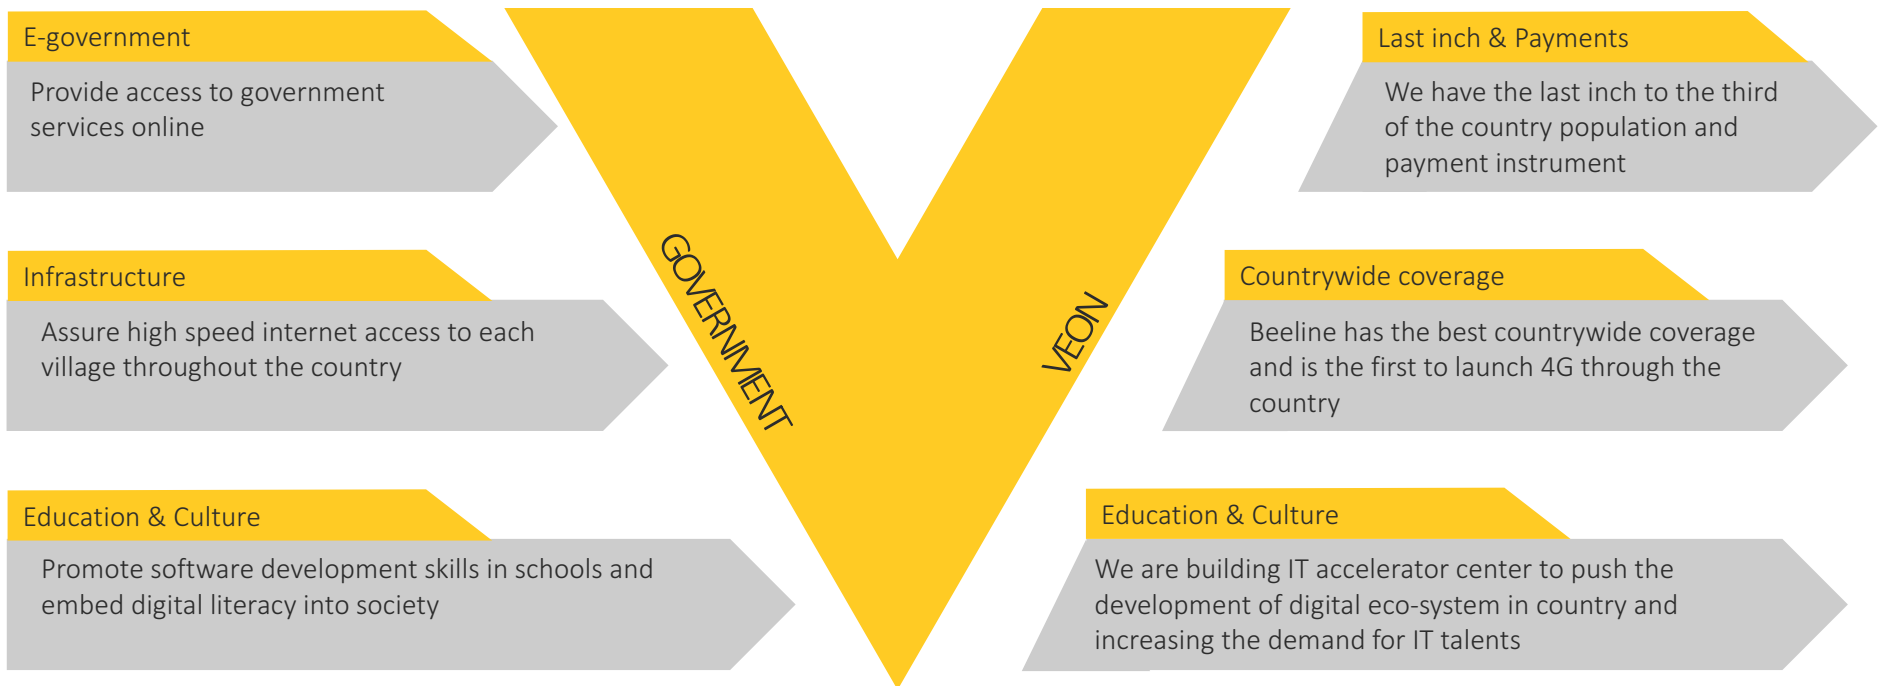 E-government
Provide access to government
services online
Infrastructure
Assure high speed internet access to each
village throughout the country
Education & Culture
Promote software development skills in schools and
embed digital literacy into society
GOVERNMENT
VEON
Last inch & Payments
We have the last inch to the third
of the country population and
payment instrument
Countrywide coverage
Beeline has the best countrywide coverage
and is the first to launch 4G through the
country
Education & Culture
We are building IT accelerator center to push the
development of digital eco-system in country and
increasing the demand for IT talents